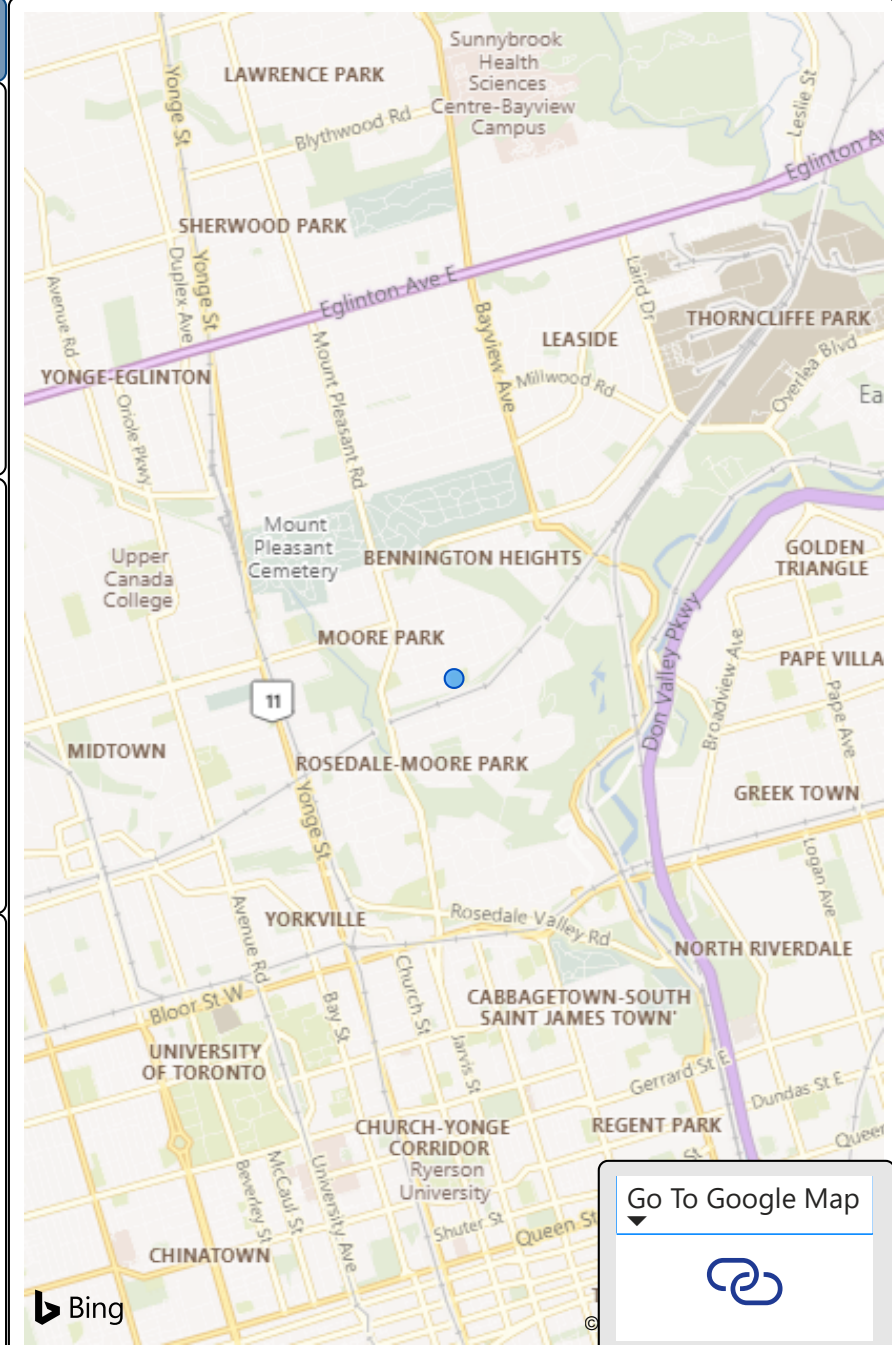 Sunnybrook
Health
Sciences
Centre-Bayview
Campus
LAWRENCE PARK
Yonge St
Blythwood Rd
Leslie St
Eglinton Av
SHERWOOD PARK
Yonge St
Duplex Ave
Avenue Rd
Eglinton Ave E
Laird Dr
Bayview Ave
LEASIDE
THORNCLIFFE PARK
Mount Pleasant Rd
YONGE-EGLINTON
Millwood Rd
Overlea Blvd
Ea
Oriole Pkwy
Mount
Pleasant
Cemetery
Upper
Canada
College
BENNINGTON HEIGHTS
GOLDEN
TRIANGLE
MOORE PARK
Don Valley Pkwy
Broadview Ave
PAPE VILLA
Pape Ave
11
MIDTOWN
ROSEDALE-MOORE PARK
Yonge St
GREEK TOWN
Logan Ave
YORKVILLE
Avenue Rd
Rosedale Valley Rd
NORTH RIVERDALE
Bloor St W
Bay St
Church St
CABBAGETOWN-SOUTH
SAINT JAMES TOWN'
UNIVERSITY
OF TORONTO
Jarvis St
Gerrard St E
Dundas St E
CHURCH-YONGE
CORRIDOR
REGENT PARK
Queen
Ryerson
University
St
Beverley St
McCaul St
University Ave
Shuter St
Queen St
CHINATOWN
Go To Google Map
Bing
©